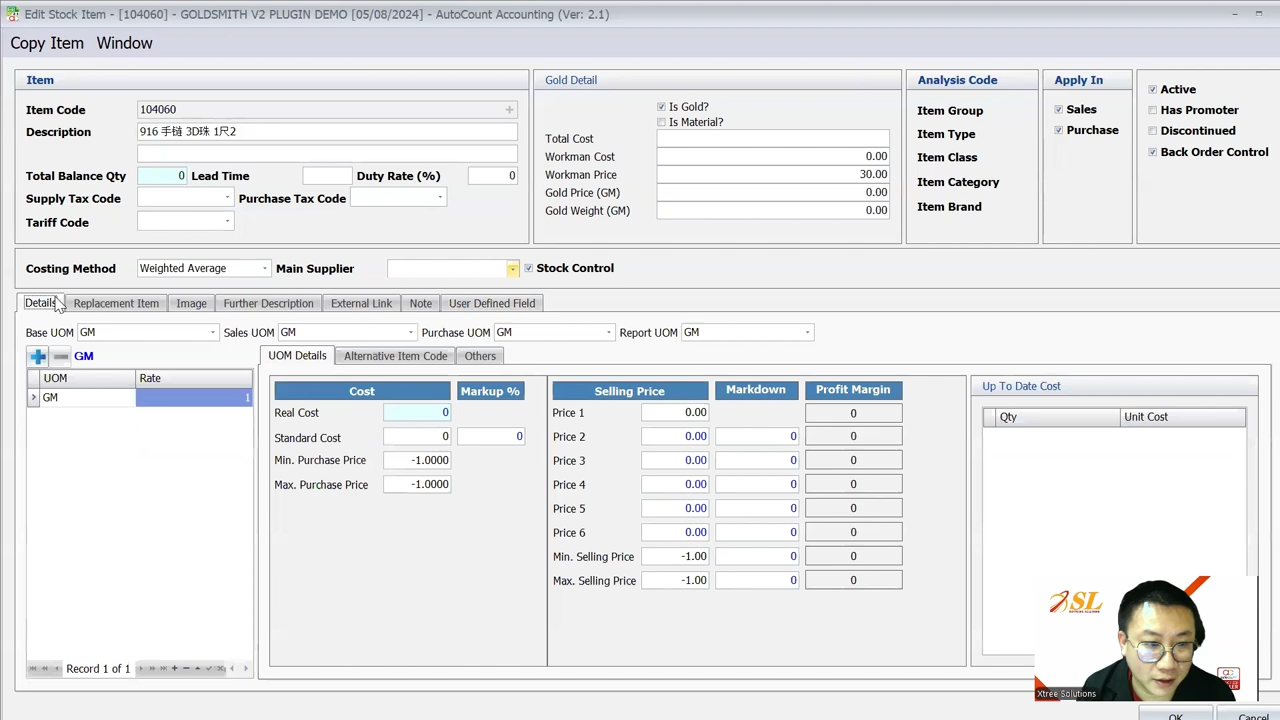 Edit Stock Item - [104060] - GOLDSMITH V2 PLUGIN DEMO [05/08/2024] - AutoCount Accounting (Ver: 2.1)
Copy Item Window
Item
Item Code 104060
Description 916 手链 3D珠 1尺2
Total Balance Qty 0 Lead Time Duty Rate (%) 0
Supply Tax Code Purchase Tax Code
Tariff Code
Gold Detail
Is Gold?
Is Material?
Total Cost
Workman Cost 0.00
Workman Price 30.00
Gold Price (GM) 0.00
Gold Weight (GM) 0.00
Analysis Code
Item Group
Item Type
Item Class
Item Category
Item Brand
Apply In
Sales
Purchase
Active
Has Promoter
Discontinued
Back Order Control
Costing Method Weighted Average Main Supplier Stock Control
Details Replacement Item Image Further Description External Link Note User Defined Field
Base UOM GM Sales UOM GM Purchase UOM GM Report UOM GM
GM
UOM Rate
GM 1
Record 1 of 1
UOM Details Alternative Item Code Others
Cost Markup %
Real Cost 0
Standard Cost 0 0
Min. Purchase Price -1.0000
Max. Purchase Price -1.0000
Selling Price Markdown Profit Margin
Price 1 0.00 0
Price 2 0.00 0 0
Price 3 0.00 0 0
Price 4 0.00 0 0
Price 5 0.00 0 0
Price 6 0.00 0 0
Min. Selling Price -1.00 0 0
Max. Selling Price -1.00 0 0
Up To Date Cost
Qty Unit Cost
SL
Xtree Solutions
OK Cancel